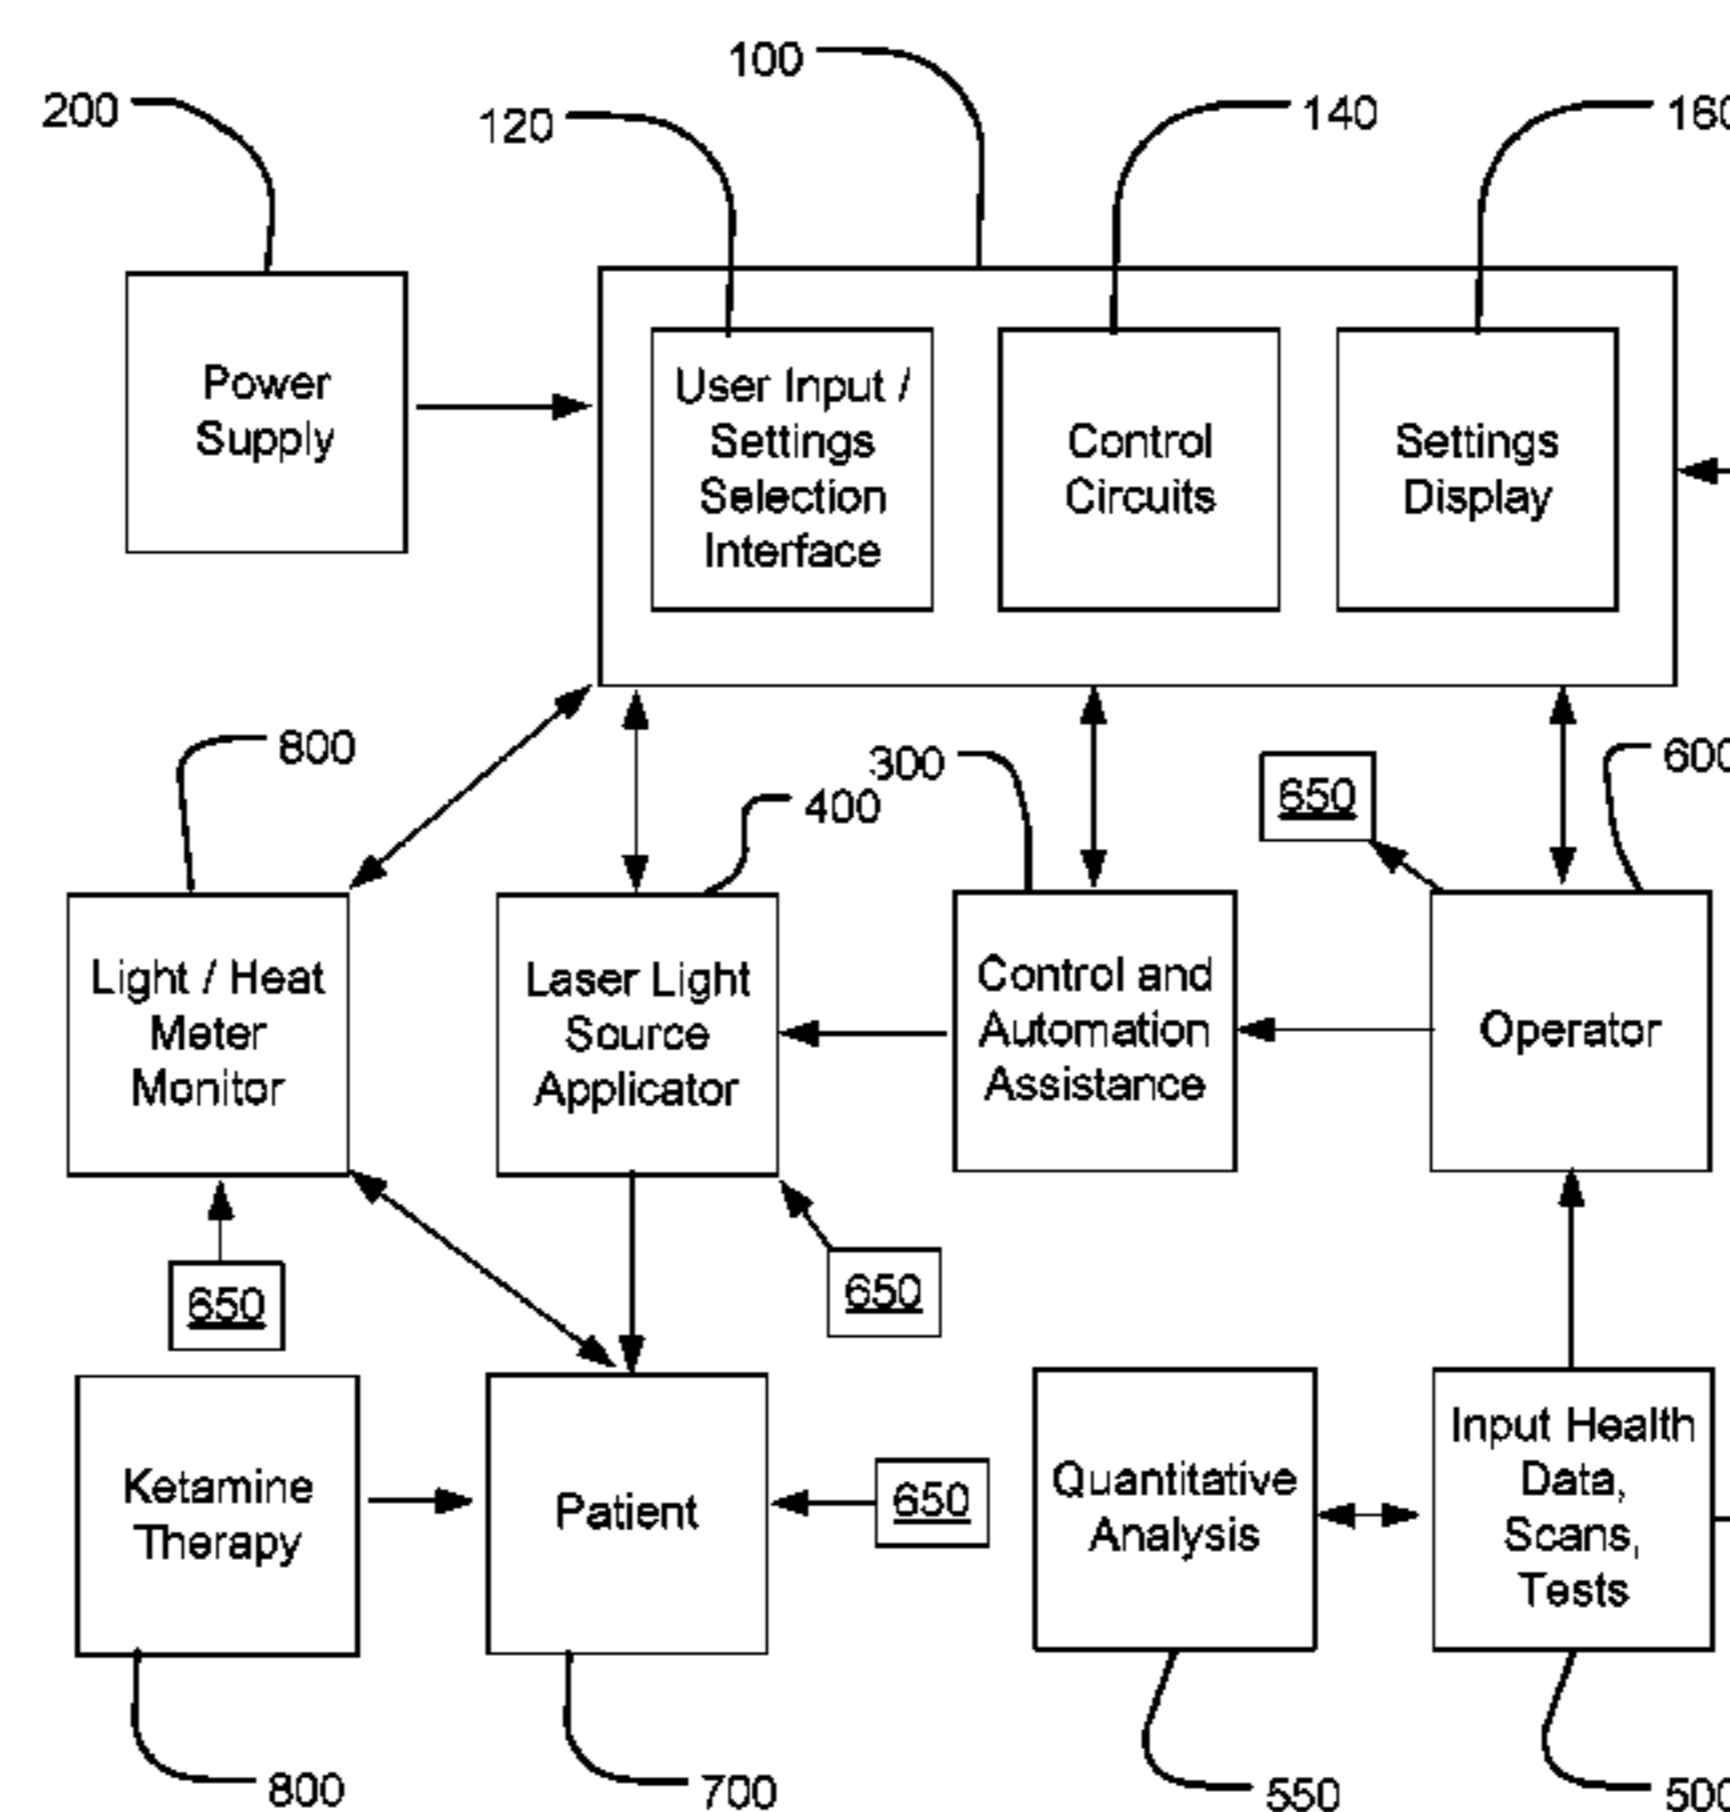 100
200
120
140
160
Power
Supply
User Input /
Settings
Selection
Interface
Control
Circuits
Settings
Display
800
300
400
650
600
Light / Heat
Meter
Monitor
Laser Light
Source
Applicator
Control and
Automation
Assistance
Operator
650
650
Ketamine
Therapy
Patient
650
Quantitative
Analysis
Input Health
Data,
Scans,
Tests
800
700
550
500